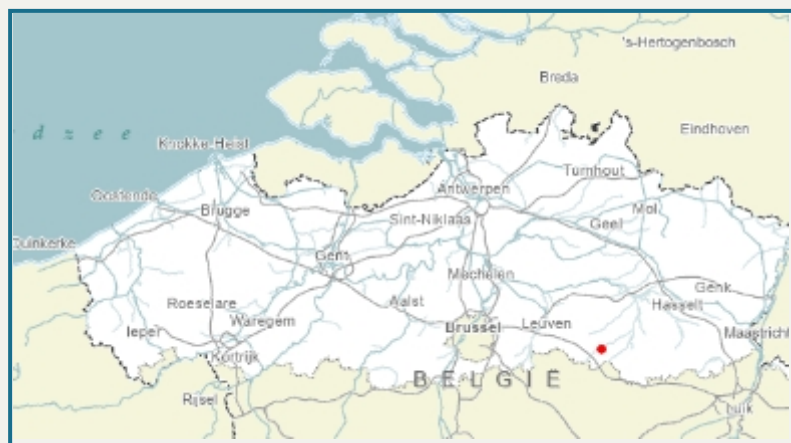 's-Hertogenbosch
Breda
d z e e
Eindhoven
Knokke-Heist
Turnhout
Antwerpen
Oostende
Mol
Brugge
Sint-Niklaas
Geel
Duinkerke
Gent
Mechelen
Genk
Roeselare
Aalst
Hasselt
Waregem
Brussel
Leuven
Ieper
Maastricht
Kortrijk
BELGIË
Rijsel
Luik